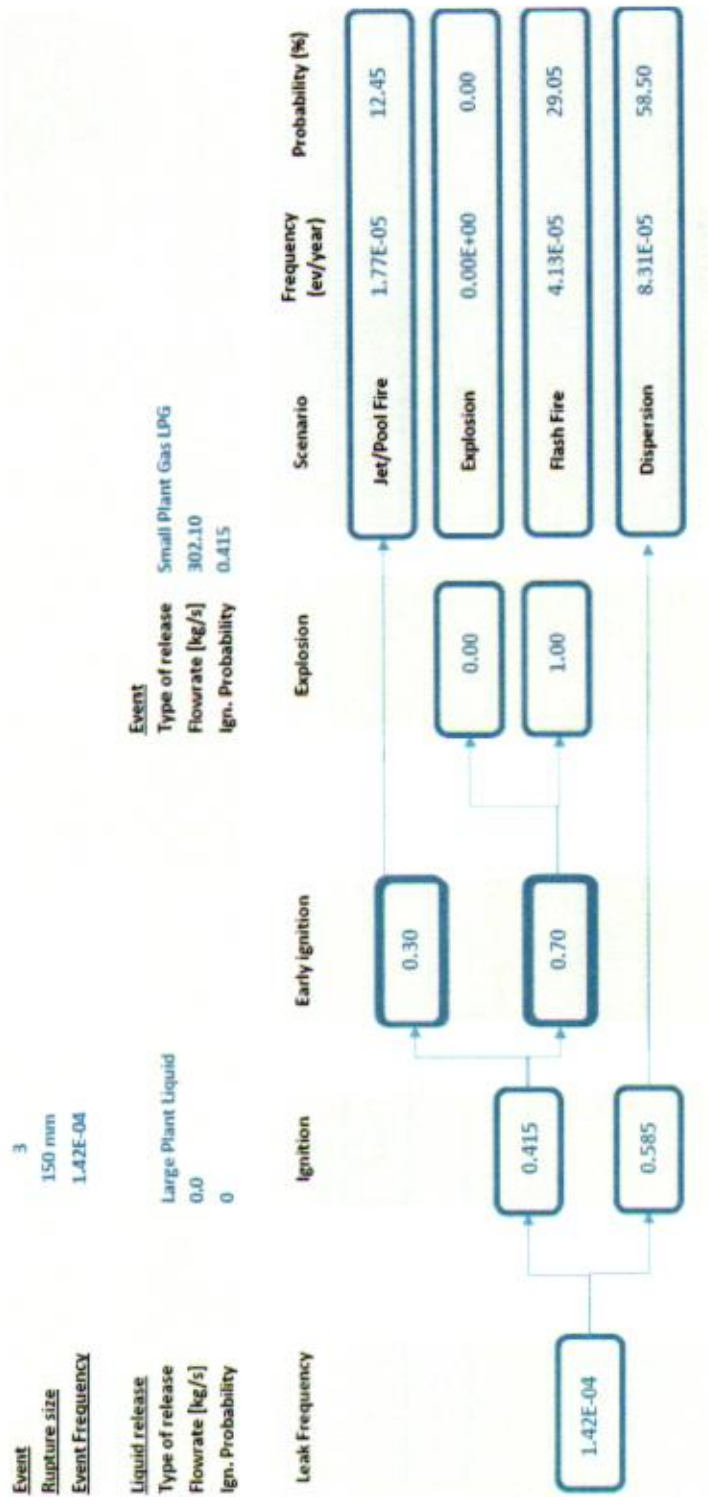 Event 3
Rupture size 150 mm
Event Frequency 1.42E-04
Liquid release Event
Type of release Large Plant Liquid Type of release Small Plant Gas LPG
Flowrate [kg/s] 0.0 Flowrate [kg/s] 302.10
Ign. Probability 0 Ign. Probability 0.415
Leak Frequency Ignition Early ignition Explosion Scenario Frequency (ev/year) Probability (%)
0.30 Jet/Pool Fire 1.77E-05 12.45
0.415 0.00 Explosion 0.00E+00 0.00
1.42E-04 0.70 1.00 Flash Fire 4.13E-05 29.05
0.585 Dispersion 8.31E-05 58.50